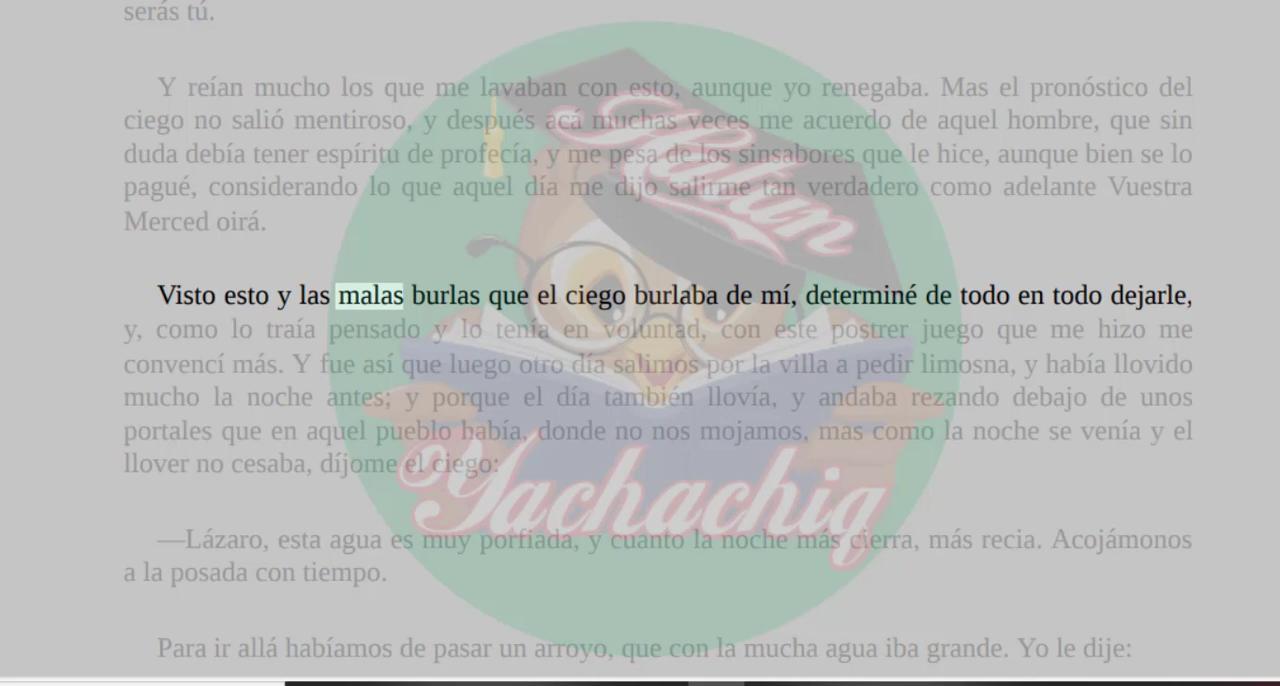 serás tú.
Y reían mucho los que me lavaban con esto, aunque yo renegaba. Mas el pronóstico del
ciego no salió mentiroso, y después acá muchas veces me acuerdo de aquel hombre, que sin
duda debía tener espíritu de profecía, y me pesa de los sinsabores que le hice, aunque bien se lo
pagué, considerando lo que aquel día me dijo salirme tan verdadero como adelante Vuestra
Merced oirá.
Visto esto y las malas burlas que el ciego burlaba de mí, determiné de todo en todo dejarle,
y, como lo traía pensado y lo tenía en voluntad, con este postrer juego que me hizo me
convencí más. Y fue así que luego otro día salimos por la villa a pedir limosna, y había llovido
mucho la noche antes; y porque el día también llovía, y andaba rezando debajo de unos
portales que en aquel pueblo había, donde no nos mojamos, mas como la noche se venía y el
llover no cesaba, díjome el ciego:
—Lázaro, esta agua es muy porfiada, y cuanto la noche más cierra, más recia. Acojámonos
a la posada con tiempo.
Para ir allá habíamos de pasar un arroyo, que con la mucha agua iba grande. Yo le dije:
Yachachiq